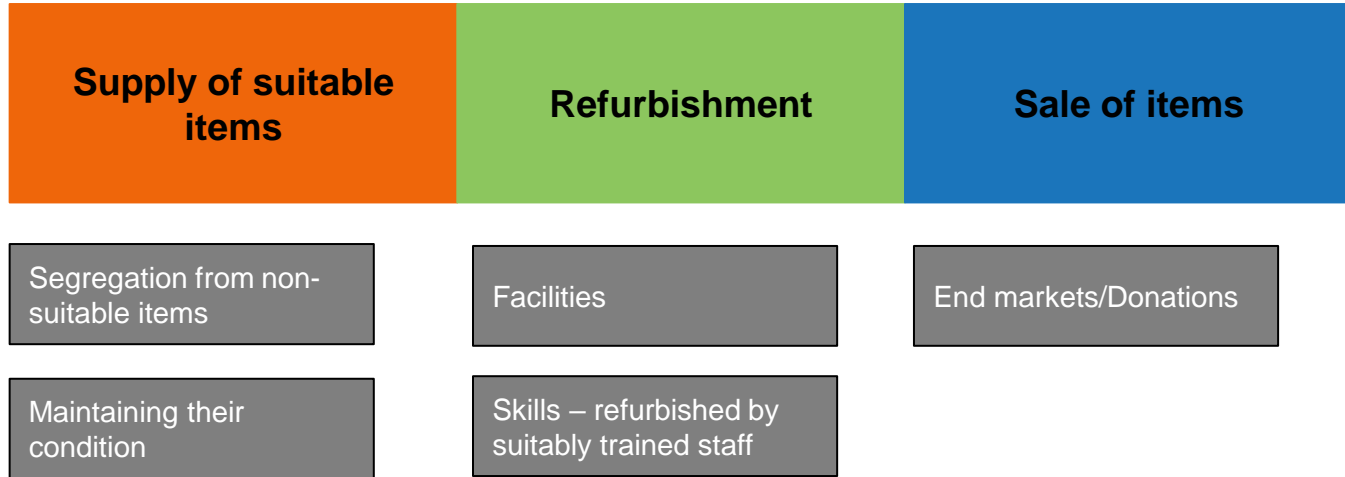 Supply of suitable
items
Refurbishment
Sale of items
Segregation from non-
suitable items
Facilities
End markets/Donations
Maintaining their
condition
Skills – refurbished by
suitably trained staff